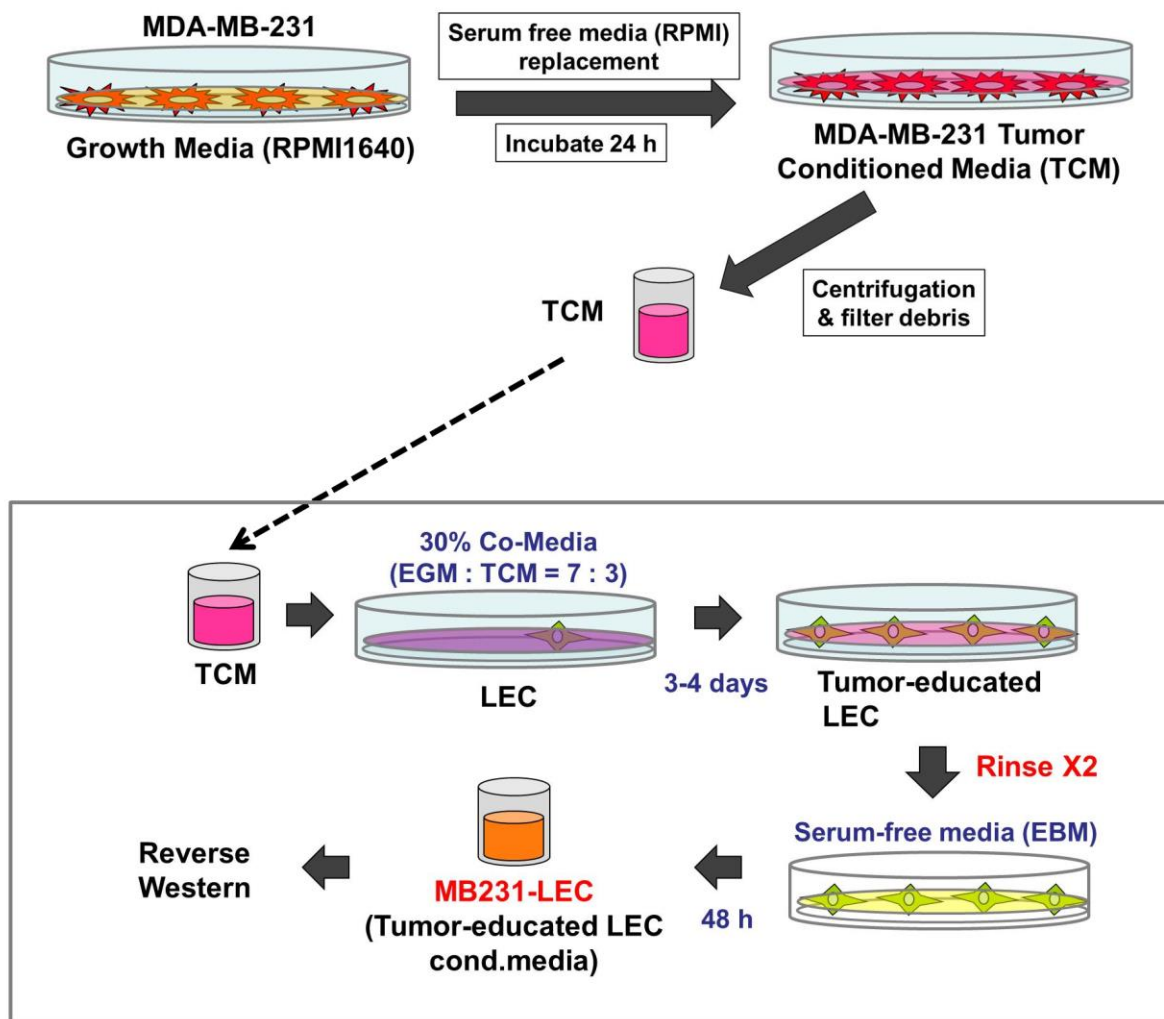 MDA-MB-231
Growth Media (RPMI1640)
Serum free media (RPMI)
replacement
Incubate 24 h
MDA-MB-231 Tumor
Conditioned Media (TCM)
Centrifugation
& filter debris
TCM
30% Co-Media
(EGM : TCM = 7 : 3)
TCM
LEC
3-4 days
Tumor-educated
LEC
Rinse X2
Serum-free media (EBM)
48 h
MB231-LEC
(Tumor-educated LEC
cond.media)
Reverse
Western